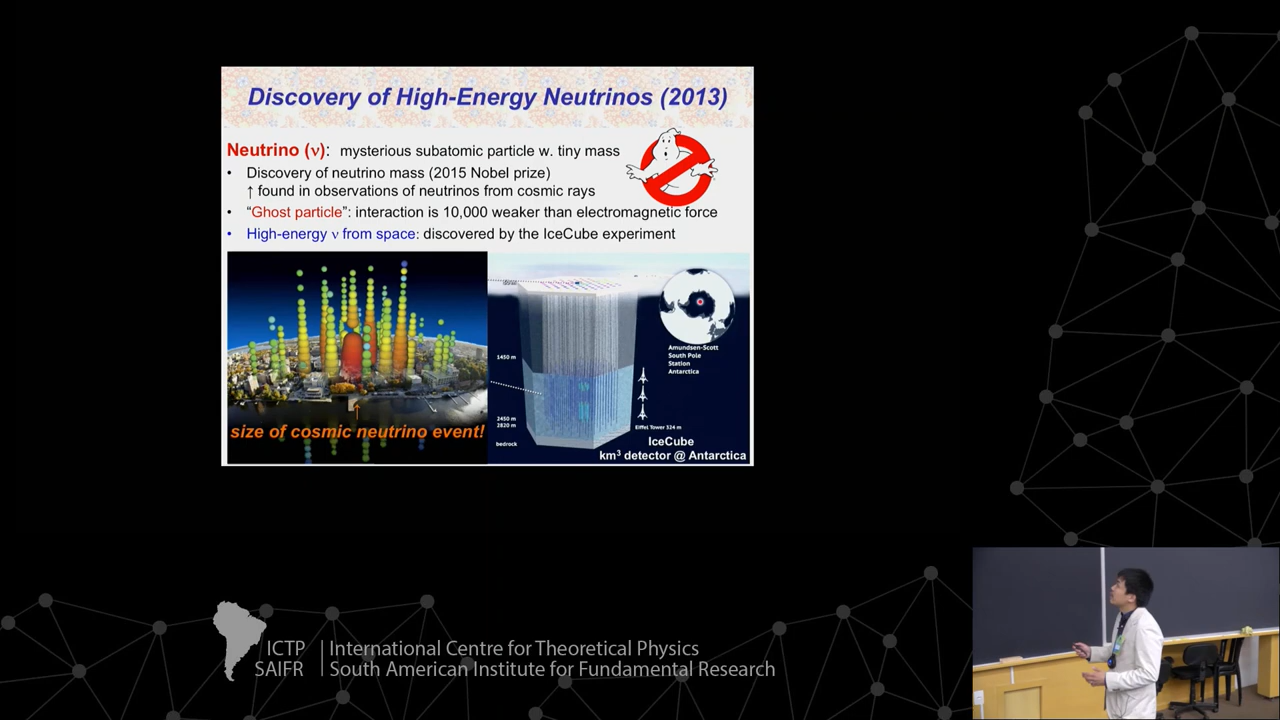 Discovery of High-Energy Neutrinos (2013)
Neutrino (ν): mysterious subatomic particle w. tiny mass
• Discovery of neutrino mass (2015 Nobel prize)
↑ found in observations of neutrinos from cosmic rays
• “Ghost particle”: interaction is 10,000 weaker than electromagnetic force
• High-energy ν from space: discovered by the IceCube experiment
size of cosmic neutrino event!
1450 m
2450 m
2820 m
bedrock
Amundsen-Scott
South Pole
Station
Antarctica
Eiffel Tower 324 m
IceCube
km³ detector @ Antarctica
ICTP
SAIFR
International Centre for Theoretical Physics
South American Institute for Fundamental Research